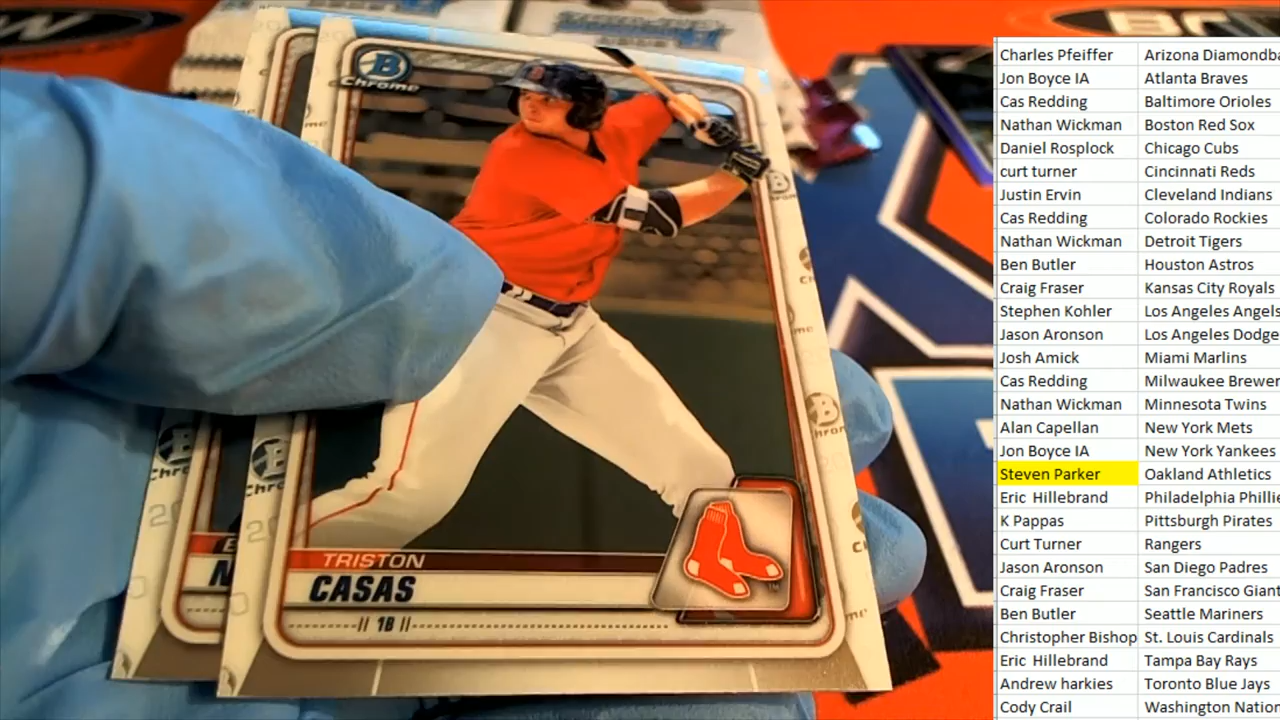 B
Chrome
TRISTON
CASAS
1B
Charles Pfeiffer Arizona Diamondba
Jon Boyce IA Atlanta Braves
Cas Redding Baltimore Orioles
Nathan Wickman Boston Red Sox
Daniel Rosplock Chicago Cubs
curt turner Cincinnati Reds
Justin Ervin Cleveland Indians
Cas Redding Colorado Rockies
Nathan Wickman Detroit Tigers
Ben Butler Houston Astros
Craig Fraser Kansas City Royals
Stephen Kohler Los Angeles Angels
Jason Aronson Los Angeles Dodge
Josh Amick Miami Marlins
Cas Redding Milwaukee Brewer
Nathan Wickman Minnesota Twins
Alan Capellan New York Mets
Jon Boyce IA New York Yankees
Steven Parker Oakland Athletics
Eric Hillebrand Philadelphia Phillie
K Pappas Pittsburgh Pirates
Curt Turner Rangers
Jason Aronson San Diego Padres
Craig Fraser San Francisco Giant
Ben Butler Seattle Mariners
Christopher Bishop St. Louis Cardinals
Eric Hillebrand Tampa Bay Rays
Andrew harkies Toronto Blue Jays
Cody Crail Washington Nation